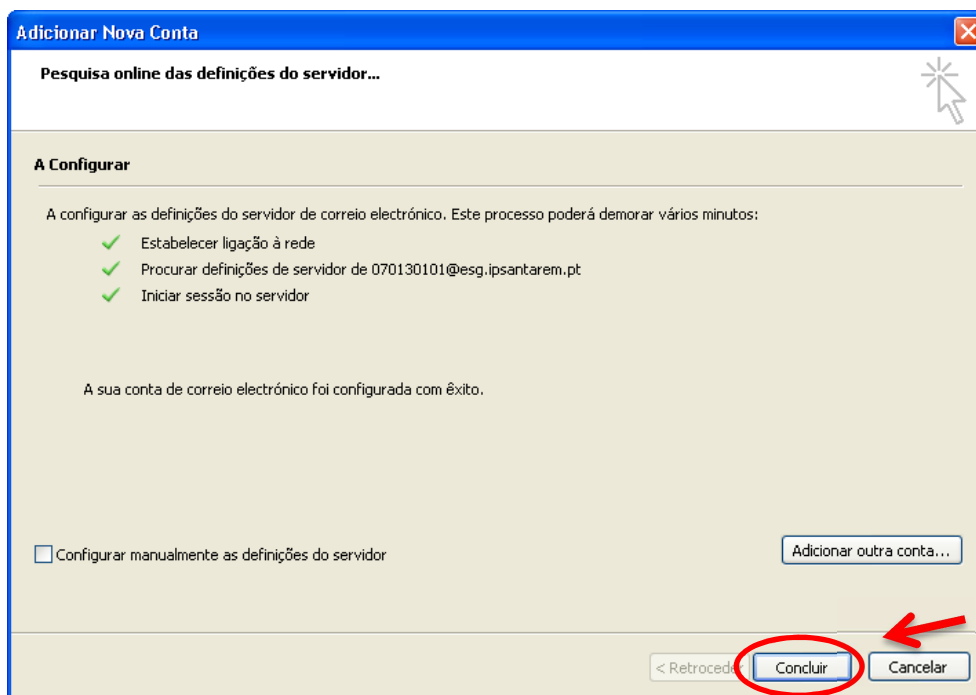 Adicionar Nova Conta
Pesquisa online das definições do servidor...
A Configurar
A configurar as definições do servidor de correio electrónico. Este processo poderá demorar vários minutos:
Estabelecer ligação à rede
Procurar definições de servidor de 070130101@esg.ipsantarem.pt
Iniciar sessão no servidor
A sua conta de correio electrónico foi configurada com êxito.
Configurar manualmente as definições do servidor
Adicionar outra conta...
< Retroceder Concluir Cancelar